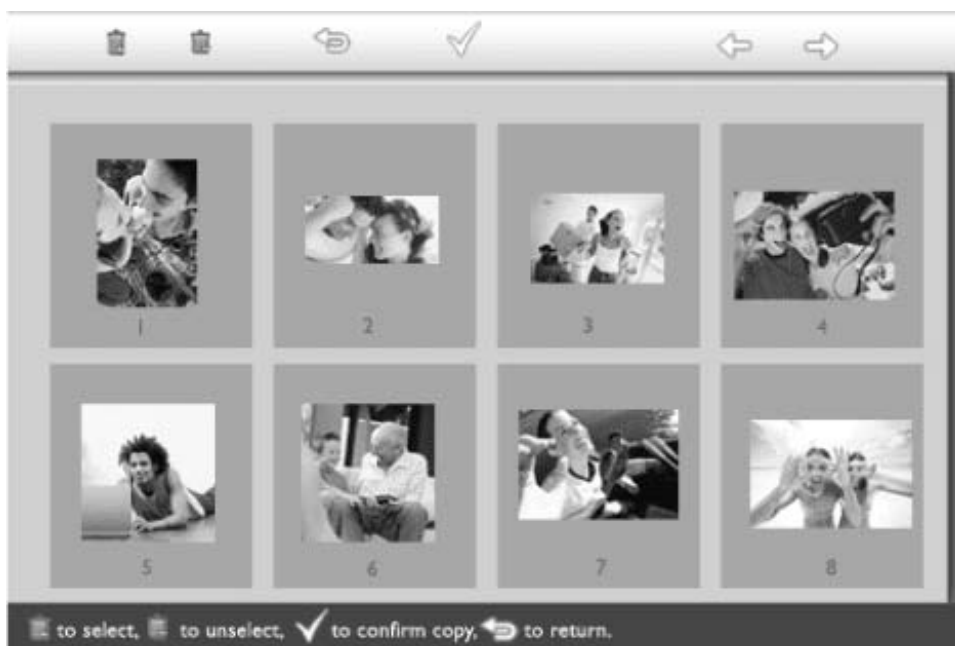 1 2 3 4
5 6 7 8
to select, to unselect, to confirm copy, to return.